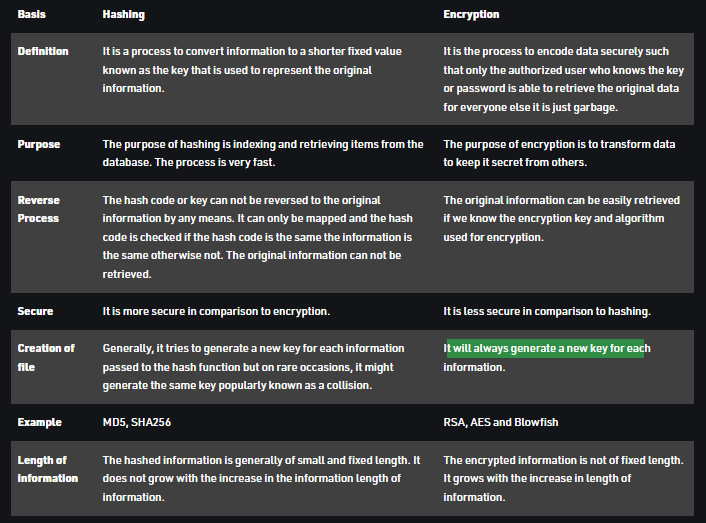 Basis Hashing Encryption
Definition It is a process to convert information to a shorter fixed value It is the process to encode data securely such
known as the key that is used to represent the original that only the authorized user who knows the key
information. or password is able to retrieve the original data
for everyone else it is just garbage.
Purpose The purpose of hashing is indexing and retrieving items from the The purpose of encryption is to transform data
database. The process is very fast. to keep it secret from others.
Reverse The hash code or key can not be reversed to the original The original information can be easily retrieved
Process information by any means. It can only be mapped and the hash if we know the encryption key and algorithm
code is checked if the hash code is the same the information is used for encryption.
the same otherwise not. The original information can not be
retrieved.
Secure It is more secure in comparison to encryption. It is less secure in comparison to hashing.
Creation of Generally, it tries to generate a new key for each information It will always generate a new key for each
file passed to the hash function but on rare occasions, it might information.
generate the same key popularly known as a collision.
Example MD5, SHA256 RSA, AES and Blowfish
Length of The hashed information is generally of small and fixed length. It The encrypted information is not of fixed length.
Information does not grow with the increase in the information length of It grows with the increase in length of
information. information.